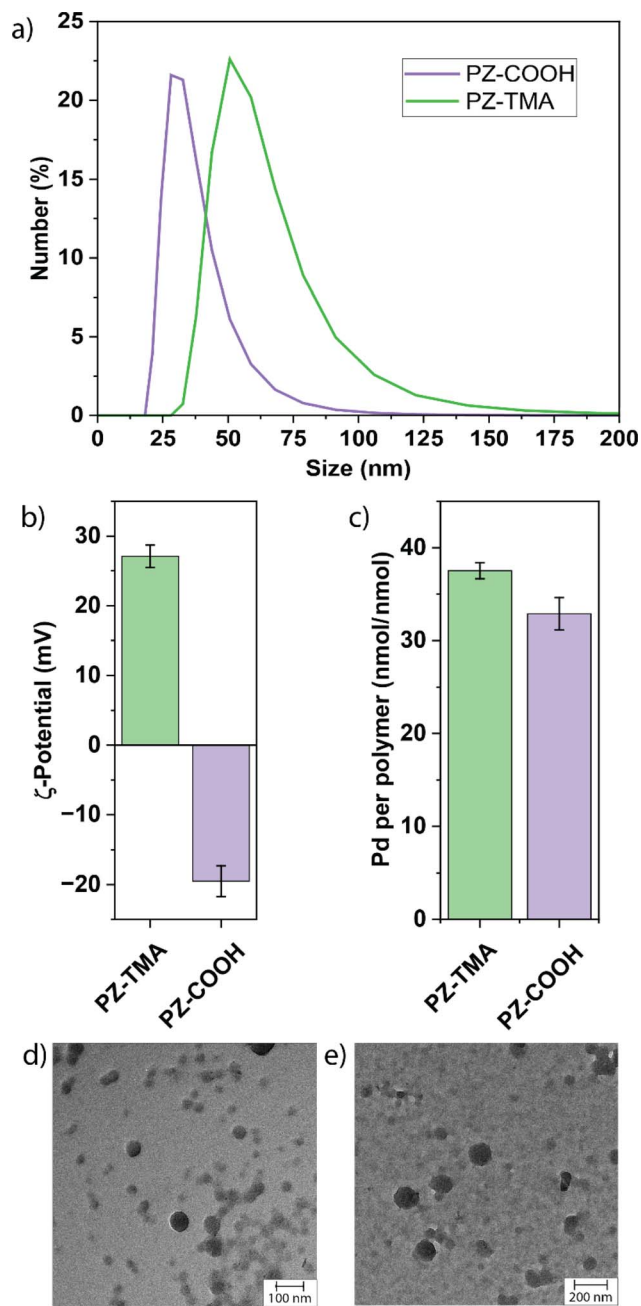 a)
PZ-COOH
PZ-TMA
Number (%)
25
20
15
10
5
0
0 25 50 75 100 125 150 175 200
Size (nm)
b)
ζ-Potential (mV)
30
20
10
0
−10
−20
PZ-TMA
PZ-COOH
c)
Pd per polymer (nmol/nmol)
40
30
20
10
0
PZ-TMA
PZ-COOH
d)
100 nm
e)
200 nm